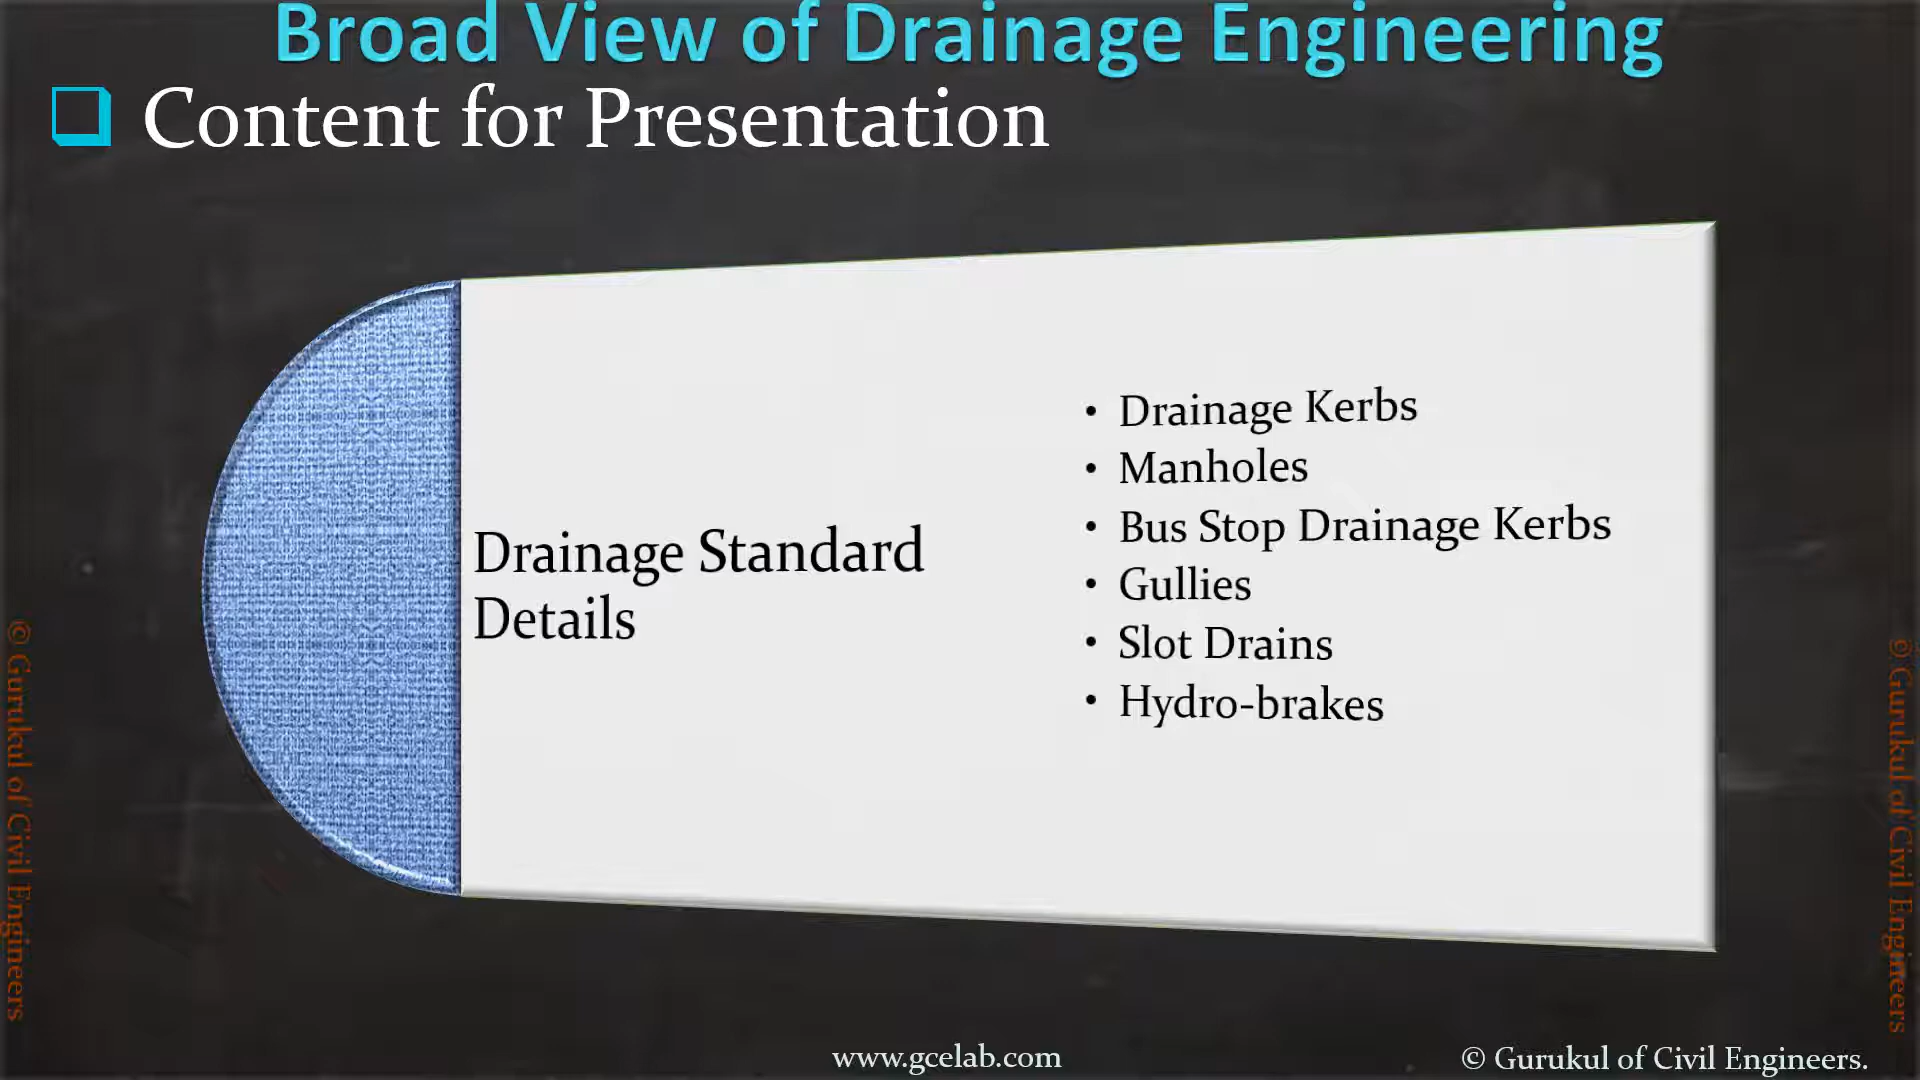 Broad View of Drainage Engineering
Content for Presentation
Drainage Standard
Details
• Drainage Kerbs
• Manholes
• Bus Stop Drainage Kerbs
• Gullies
• Slot Drains
• Hydro-brakes
© Gurukul of Civil Engineers
© Gurukul of Civil Engineers
www.gcelab.com
© Gurukul of Civil Engineers.